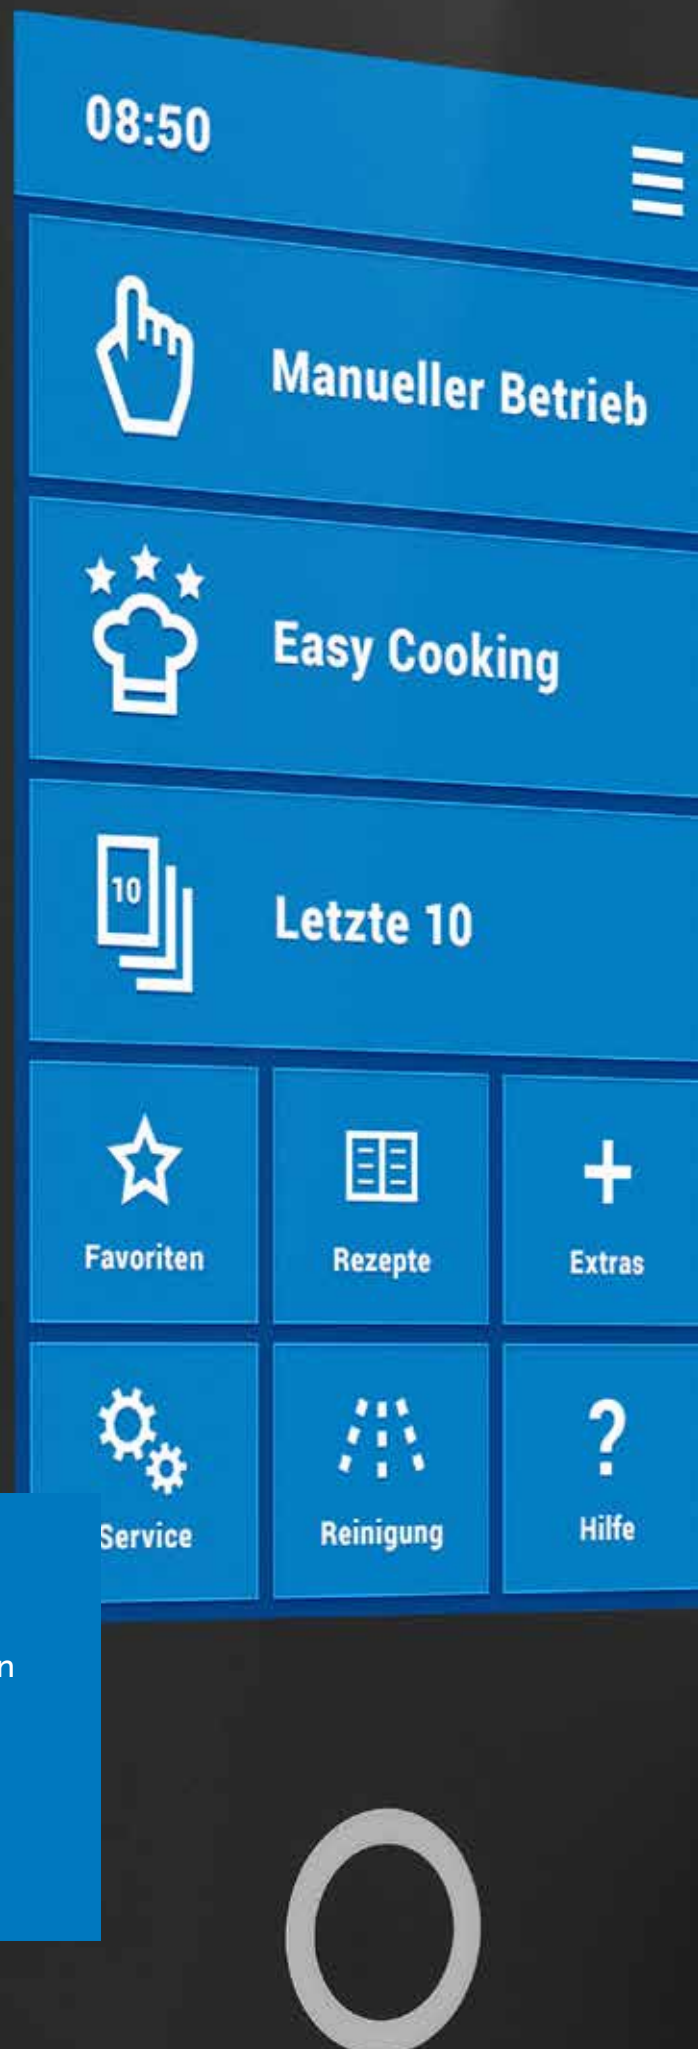 08:50
Manueller Betrieb
Easy Cooking
10
Letzte 10
Favoriten Rezepte Extras
Service Reinigung Hilfe
n